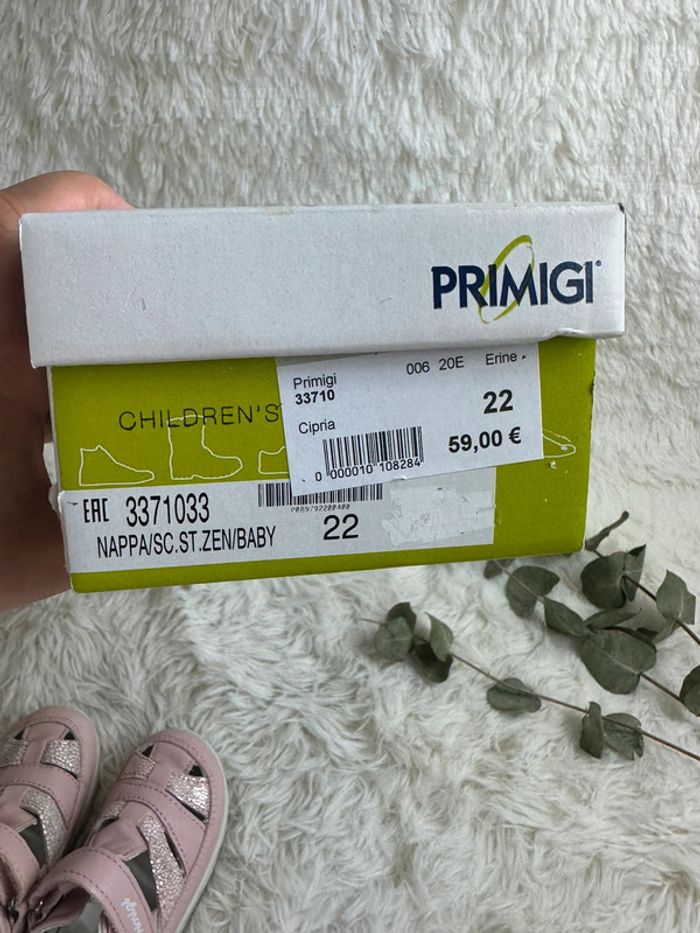 PRIMIGI
CHILDREN'S
Primigi 006 20E Erine
33710 22
Cipria
59,00 €
0 000010 108284
EAC 3371033
P089792200400
NAPPA/SC.ST.ZEN/BABY 22